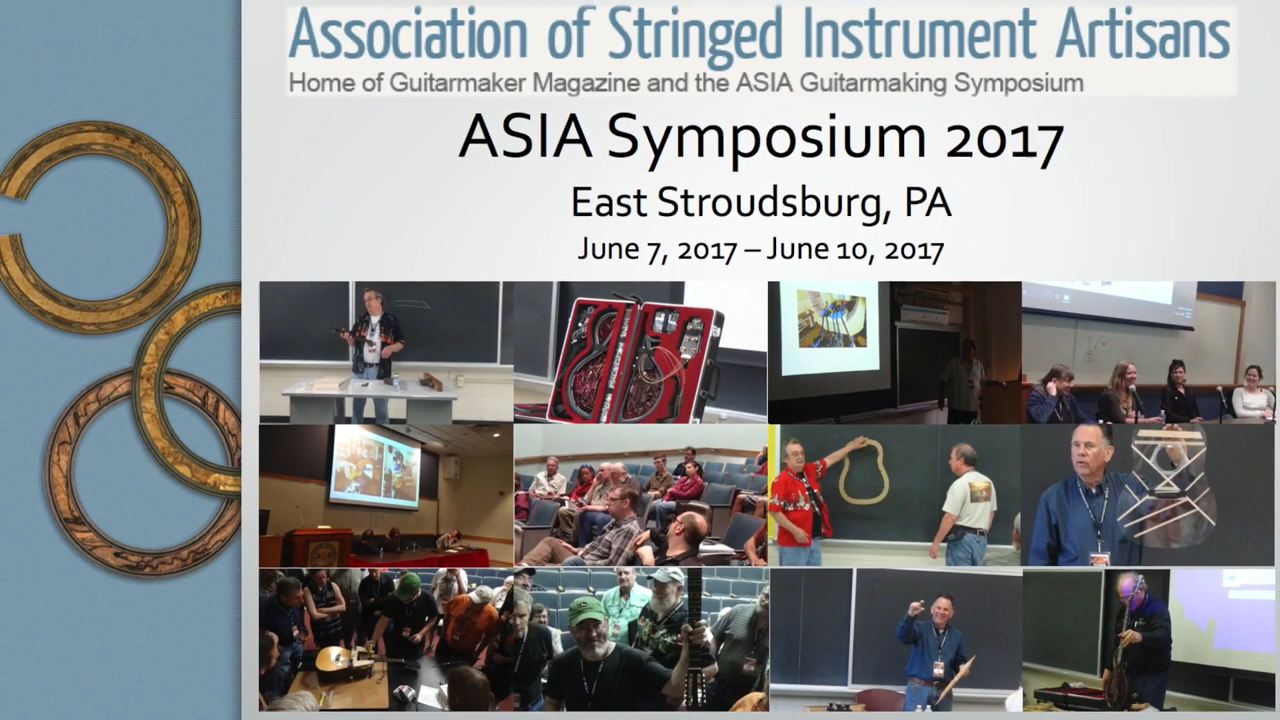 Association of Stringed Instrument Artisans
Home of Guitarmaker Magazine and the ASIA Guitarmaking Symposium
ASIA Symposium 2017
East Stroudsburg, PA
June 7, 2017 – June 10, 2017